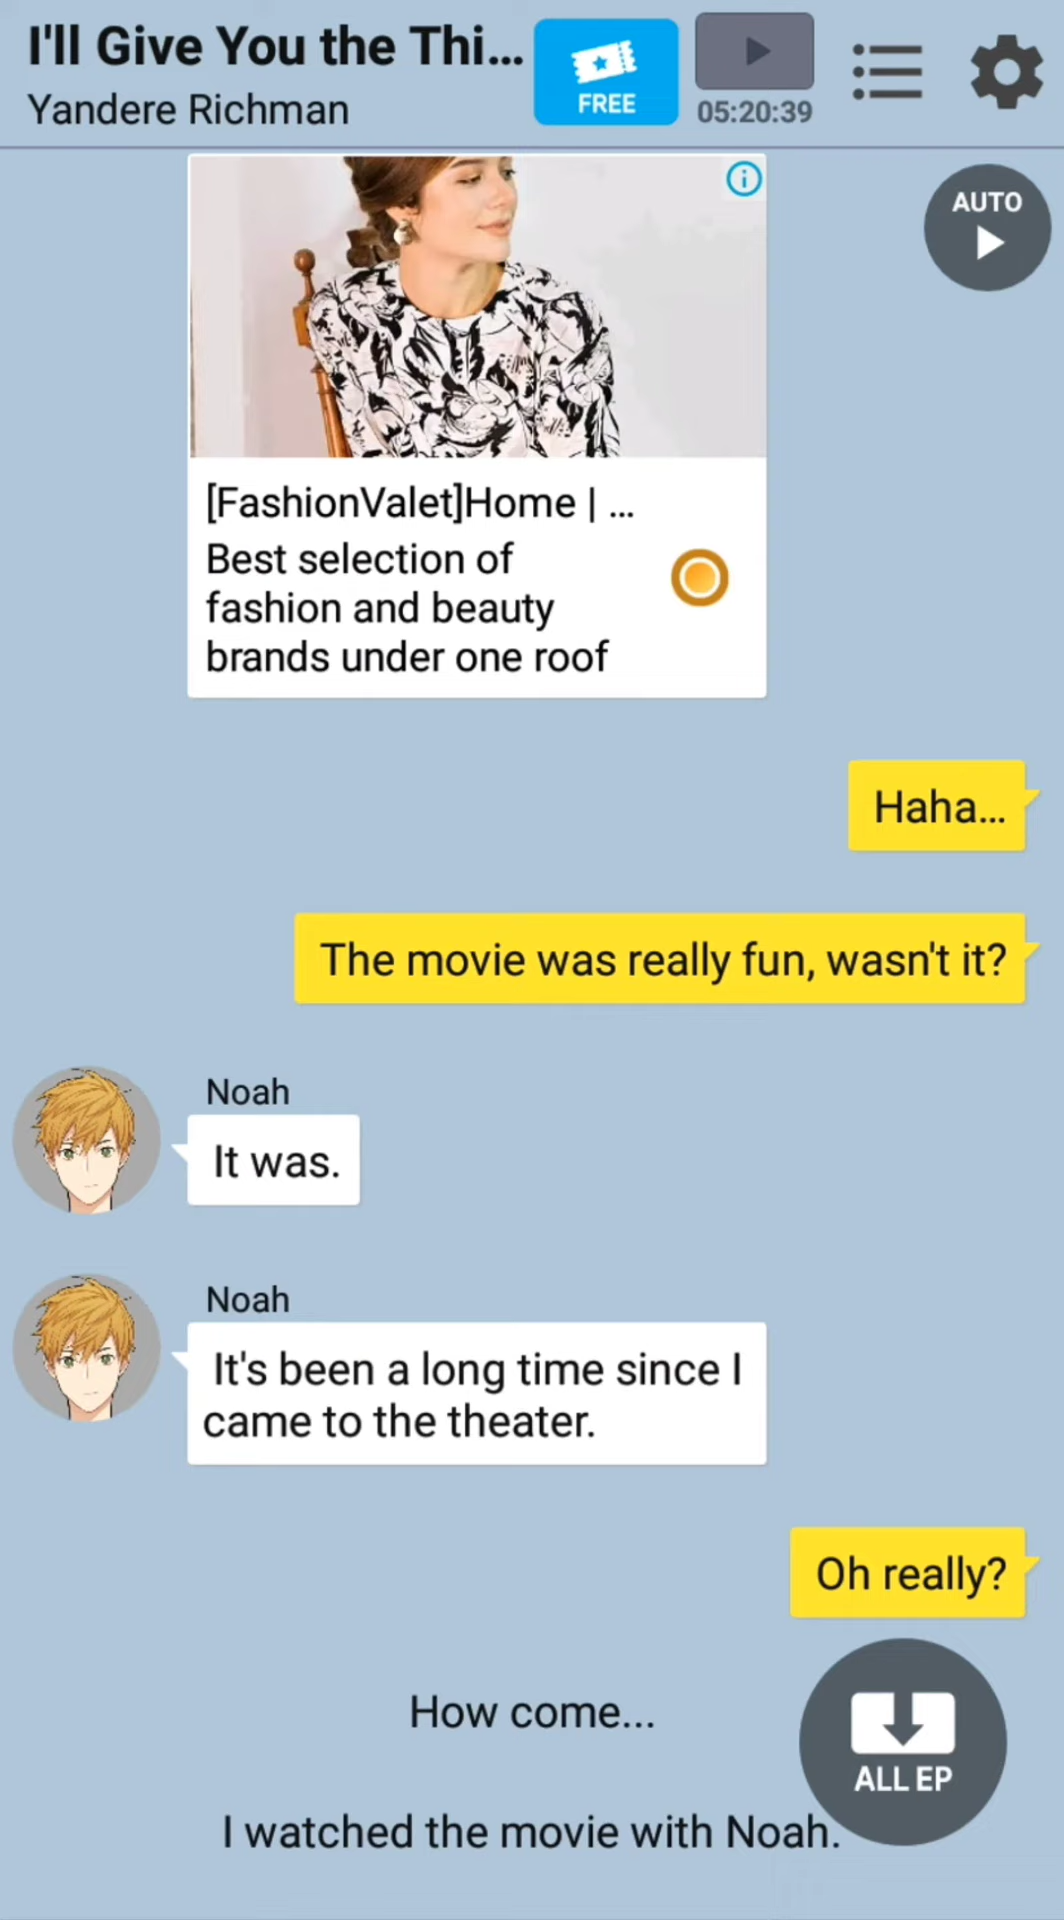 I'll Give You the Thi...
Yandere Richman
FREE
05:20:39
AUTO
[FashionValet]Home | ...
Best selection of
fashion and beauty
brands under one roof
Haha...
The movie was really fun, wasn't it?
Noah
It was.
Noah
It's been a long time since I
came to the theater.
Oh really?
How come...
ALL EP
I watched the movie with Noah.